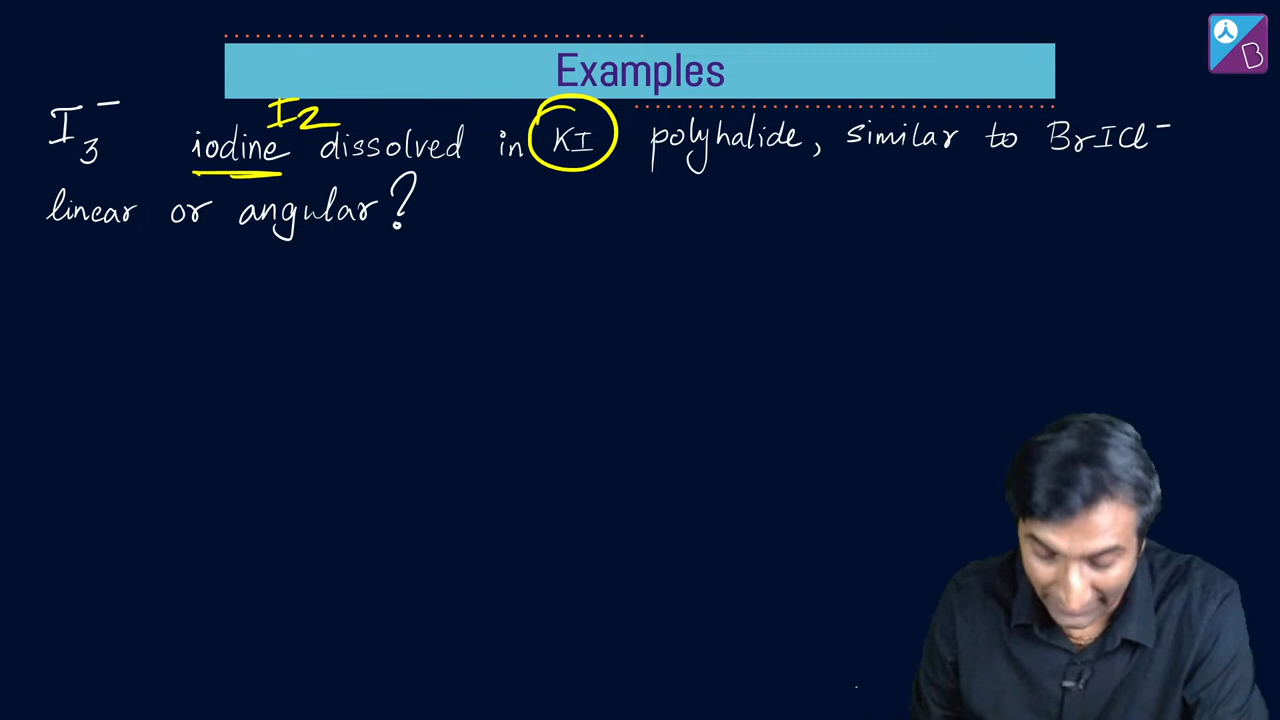 Examples
I₃⁻ iodine I2 dissolved in KI polyhalide, similar to BrICl⁻
linear or angular?
B